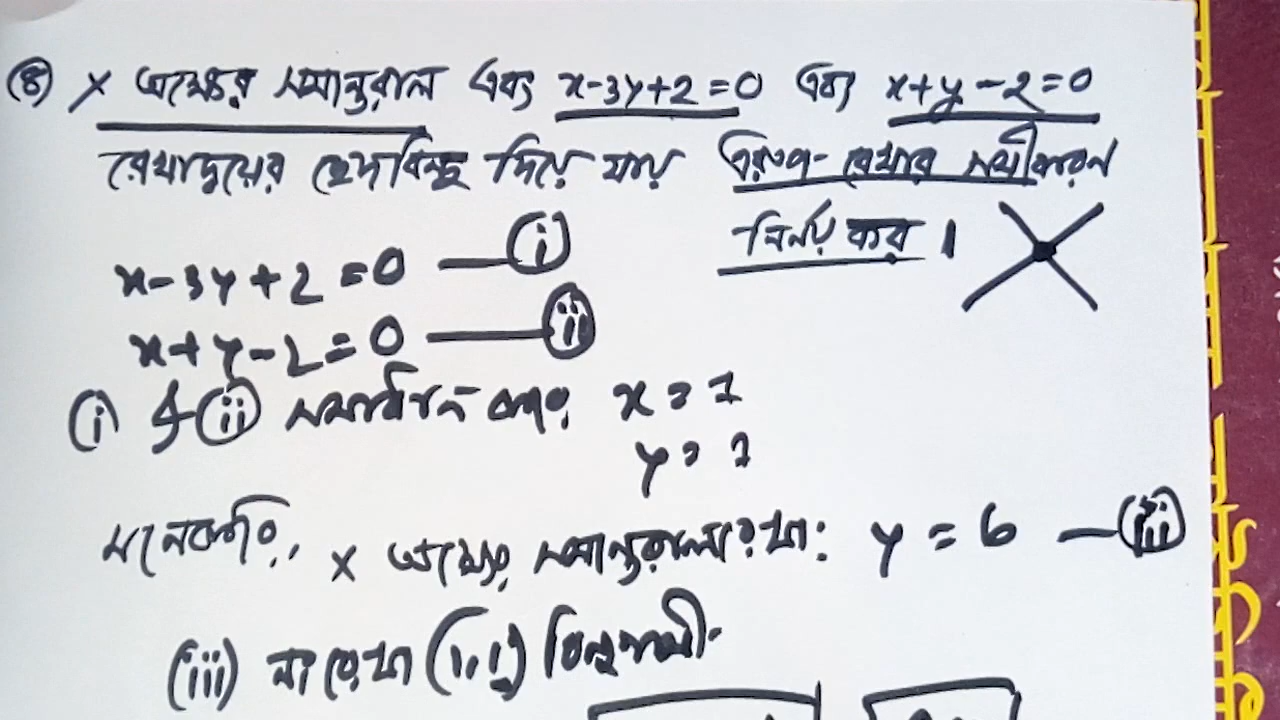 (৪) x অক্ষের সমান্তরাল এবং x-3y+2=0 এবং x+y-2=0
রেখাদ্বয়ের ছেদবিন্দু দিয়ে যায় এরূপ রেখার সমীকরণ
নির্ণয় কর।
x-3y+2=0 — (i)
x+y-2=0 — (ii)
(i) & (ii) সমাধান করে, x = 1
y = 1
মনেকরি, x অক্ষের সমান্তরাল রেখা: y = b — (iii)
(iii) নং রেখা (1,1) বিন্দুগামী